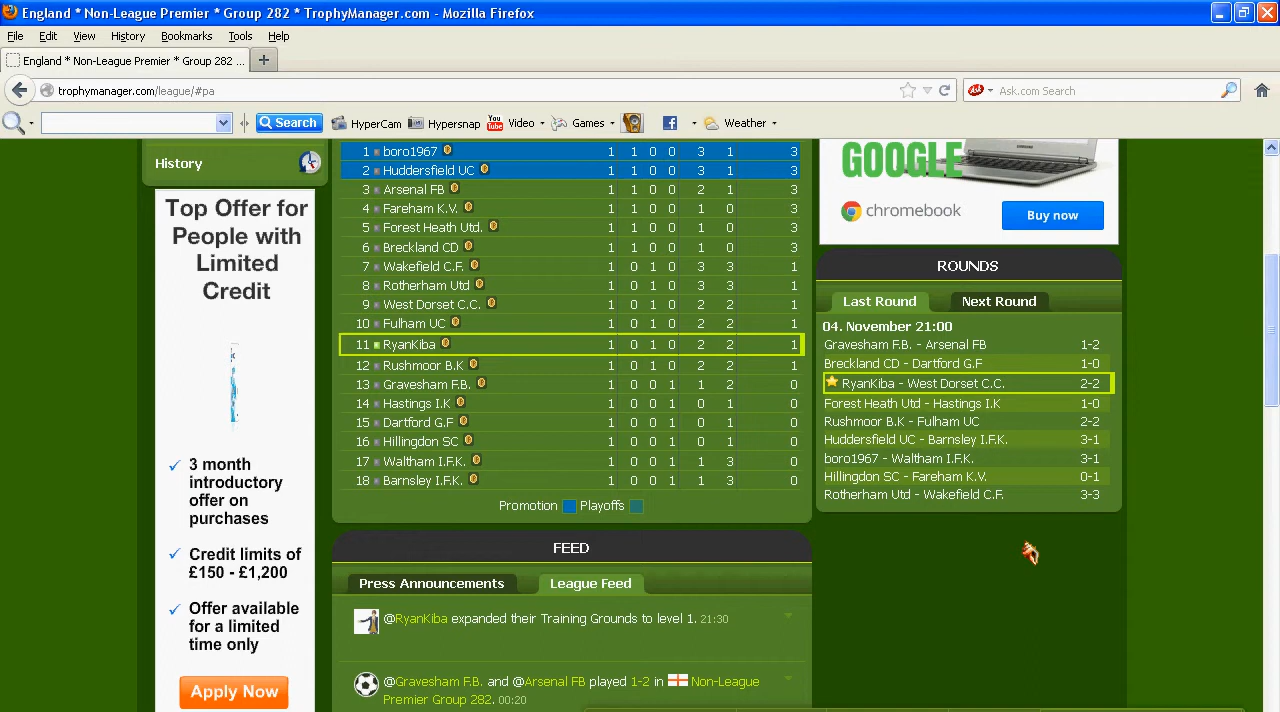 England * Non-League Premier * Group 282 * TrophyManager.com - Mozilla Firefox
File Edit View History Bookmarks Tools Help
England * Non-League Premier * Group 282 ...
trophymanager.com/league/#pa
Ask.com Search
Search HyperCam Hypersnap Video Games Weather
History
Top Offer for
People with
Limited
Credit
3 month
introductory
offer on
purchases
Credit limits of
£150 - £1,200
Offer available
for a limited
time only
Apply Now
1 boro1967 1 1 0 0 3 1 3
2 Huddersfield UC 1 1 0 0 3 1 3
3 Arsenal FB 1 1 0 0 2 1 3
4 Fareham K.V. 1 1 0 0 1 0 3
5 Forest Heath Utd. 1 1 0 0 1 0 3
6 Breckland CD 1 1 0 0 1 0 3
7 Wakefield C.F. 1 0 1 0 3 3 1
8 Rotherham Utd 1 0 1 0 3 3 1
9 West Dorset C.C. 1 0 1 0 2 2 1
10 Fulham UC 1 0 1 0 2 2 1
11 RyanKiba 1 0 1 0 2 2 1
12 Rushmoor B.K 1 0 1 0 2 2 1
13 Gravesham F.B. 1 0 0 1 1 2 0
14 Hastings I.K 1 0 0 1 0 1 0
15 Dartford G.F 1 0 0 1 0 1 0
16 Hillingdon SC 1 0 0 1 0 1 0
17 Waltham I.F.K. 1 0 0 1 1 3 0
18 Barnsley I.F.K. 1 0 0 1 1 3 0
Promotion Playoffs
FEED
Press Announcements League Feed
@RyanKiba expanded their Training Grounds to level 1. 21:30
@Gravesham F.B. and @Arsenal FB played 1-2 in Non-League
Premier Group 282. 00:20
GOOGLE
chromebook Buy now
ROUNDS
Last Round Next Round
04. November 21:00
Gravesham F.B. - Arsenal FB 1-2
Breckland CD - Dartford G.F 1-0
RyanKiba - West Dorset C.C. 2-2
Forest Heath Utd - Hastings I.K 1-0
Rushmoor B.K - Fulham UC 2-2
Huddersfield UC - Barnsley I.F.K. 3-1
boro1967 - Waltham I.F.K. 3-1
Hillingdon SC - Fareham K.V. 0-1
Rotherham Utd - Wakefield C.F. 3-3